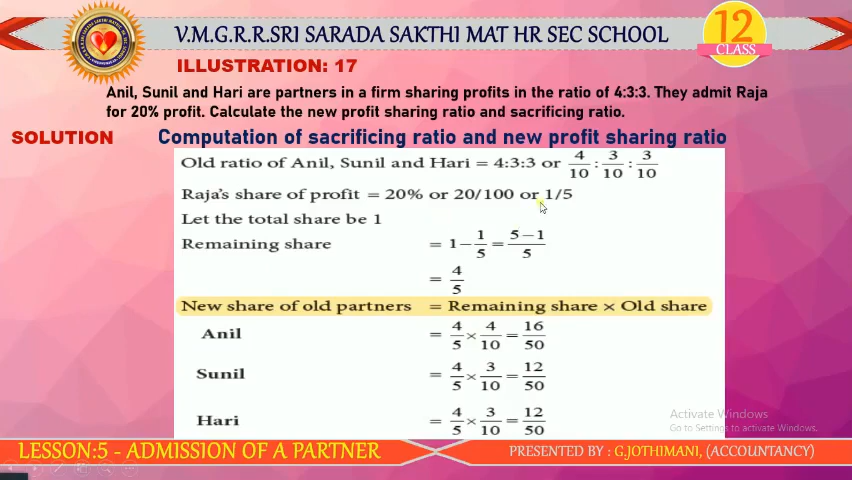 V.M.G.R.R.SRI SARADA SAKTHI MAT HR SEC SCHOOL
12
CLASS
ILLUSTRATION: 17
Anil, Sunil and Hari are partners in a firm sharing profits in the ratio of 4:3:3. They admit Raja
for 20% profit. Calculate the new profit sharing ratio and sacrificing ratio.
SOLUTION Computation of sacrificing ratio and new profit sharing ratio
Old ratio of Anil, Sunil and Hari = 4:3:3 or 4/10 : 3/10 : 3/10
Raja's share of profit = 20% or 20/100 or 1/5
Let the total share be 1
Remaining share = 1 − 1/5 = 5−1/5
= 4/5
New share of old partners = Remaining share × Old share
Anil = 4/5 × 4/10 = 16/50
Sunil = 4/5 × 3/10 = 12/50
Hari = 4/5 × 3/10 = 12/50
Activate Windows
Go to Settings to activate Windows.
LESSON:5 - ADMISSION OF A PARTNER
PRESENTED BY : G.JOTHIMANI, (ACCOUNTANCY)